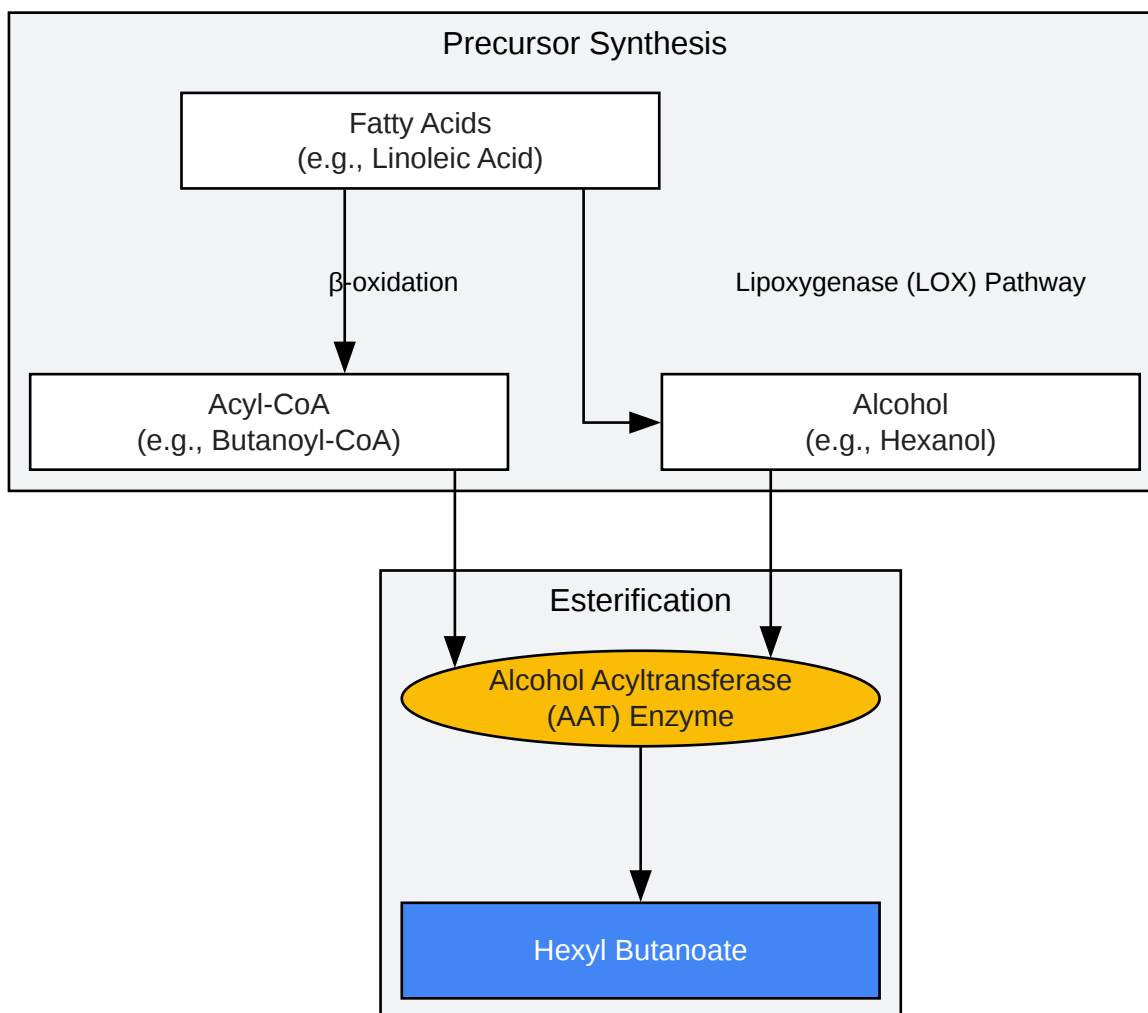 Precursor Synthesis
Fatty Acids
(e.g., Linoleic Acid)
β-oxidation
Lipoxygenase (LOX) Pathway
Acyl-CoA
(e.g., Butanoyl-CoA)
Alcohol
(e.g., Hexanol)
Esterification
Alcohol Acyltransferase
(AAT) Enzyme
Hexyl Butanoate